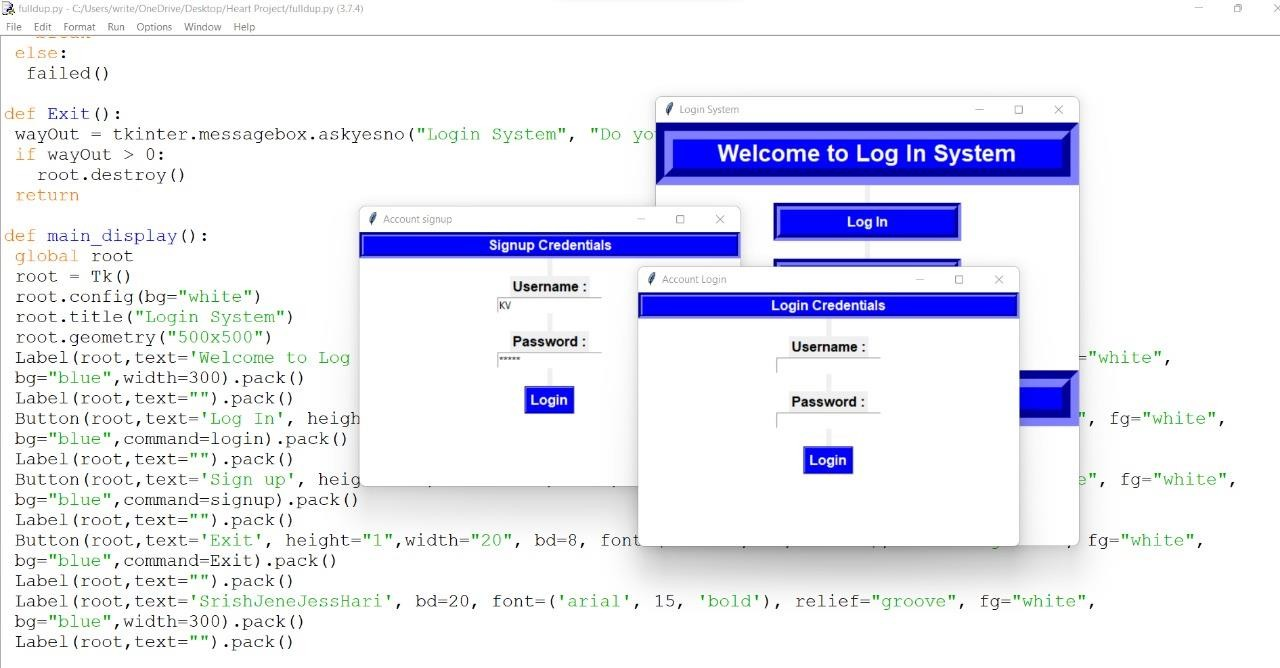 fulldup.py - C:/Users/write/OneDrive/Desktop/Heart Project/fulldup.py (3.7.4)
File Edit Format Run Options Window Help
else:
failed()
def Exit():
wayOut = tkinter.messagebox.askyesno("Login System", "Do yo
if wayOut > 0:
root.destroy()
return
def main_display():
global root
root = Tk()
root.config(bg="white")
root.title("Login System")
root.geometry("500x500")
Label(root,text='Welcome to Log ="white",
bg="blue",width=300).pack()
Label(root,text="").pack()
Button(root,text='Log In', heigh ", fg="white",
bg="blue",command=login).pack()
Label(root,text="").pack()
Button(root,text='Sign up', heig e", fg="white",
bg="blue",command=signup).pack()
Label(root,text="").pack()
Button(root,text='Exit', height="1",width="20", bd=8, font fg="white",
bg="blue",command=Exit).pack()
Label(root,text="").pack()
Label(root,text='SrishJeneJessHari', bd=20, font=('arial', 15, 'bold'), relief="groove", fg="white",
bg="blue",width=300).pack()
Label(root,text="").pack()
Login System
Welcome to Log In System
Log In
Account signup
Signup Credentials
Username :
KV
Password :
*****
Login
Account Login
Login Credentials
Username :
Password :
Login